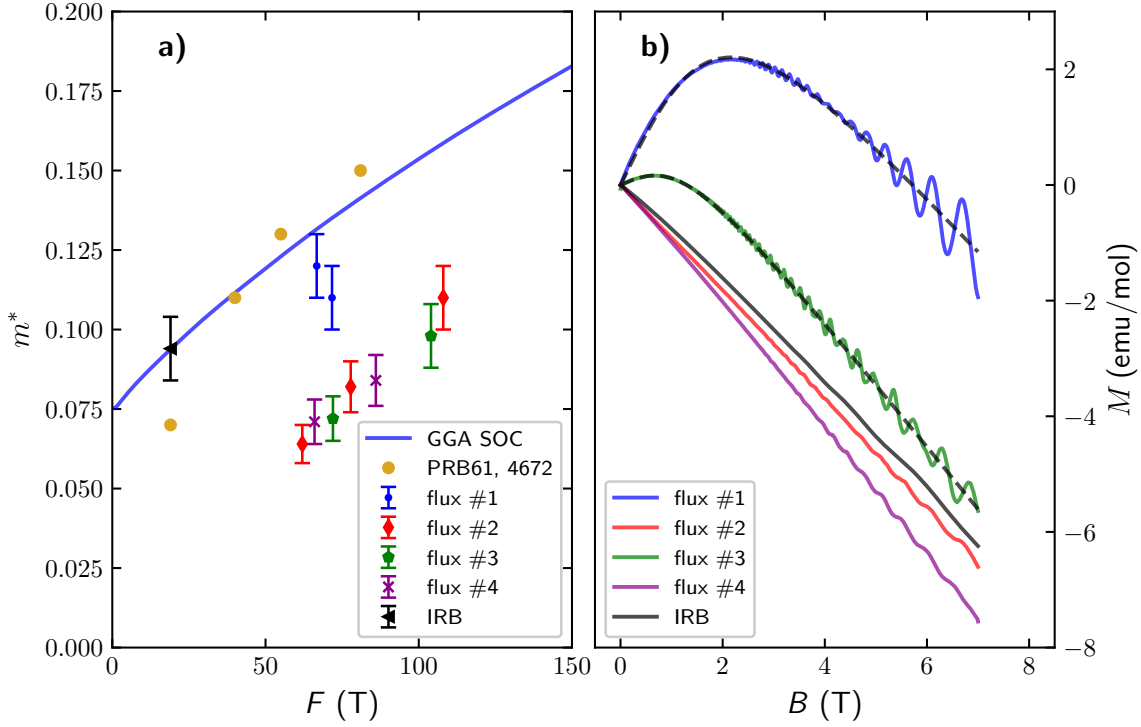 a)
0.200
0.175
0.150
0.125
0.100
0.075
0.050
0.025
0.000
m*
0
50
100
150
F (T)
GGA SOC
PRB61, 4672
flux #1
flux #2
flux #3
flux #4
IRB
b)
flux #1
flux #2
flux #3
flux #4
IRB
0
2
4
6
8
B (T)
2
0
−2
−4
−6
−8
M (emu/mol)